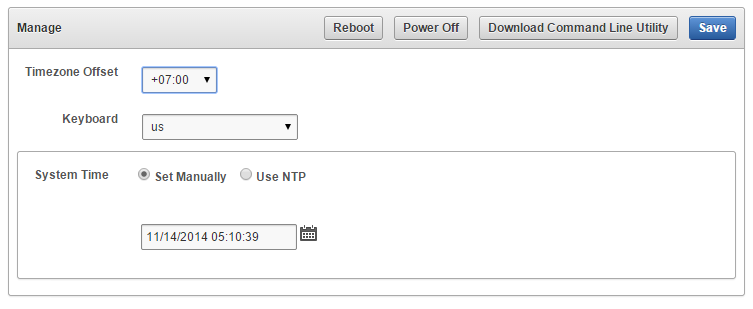 Manage Reboot Power Off Download Command Line Utility Save
Timezone Offset +07:00
Keyboard us
System Time Set Manually Use NTP
11/14/2014 05:10:39